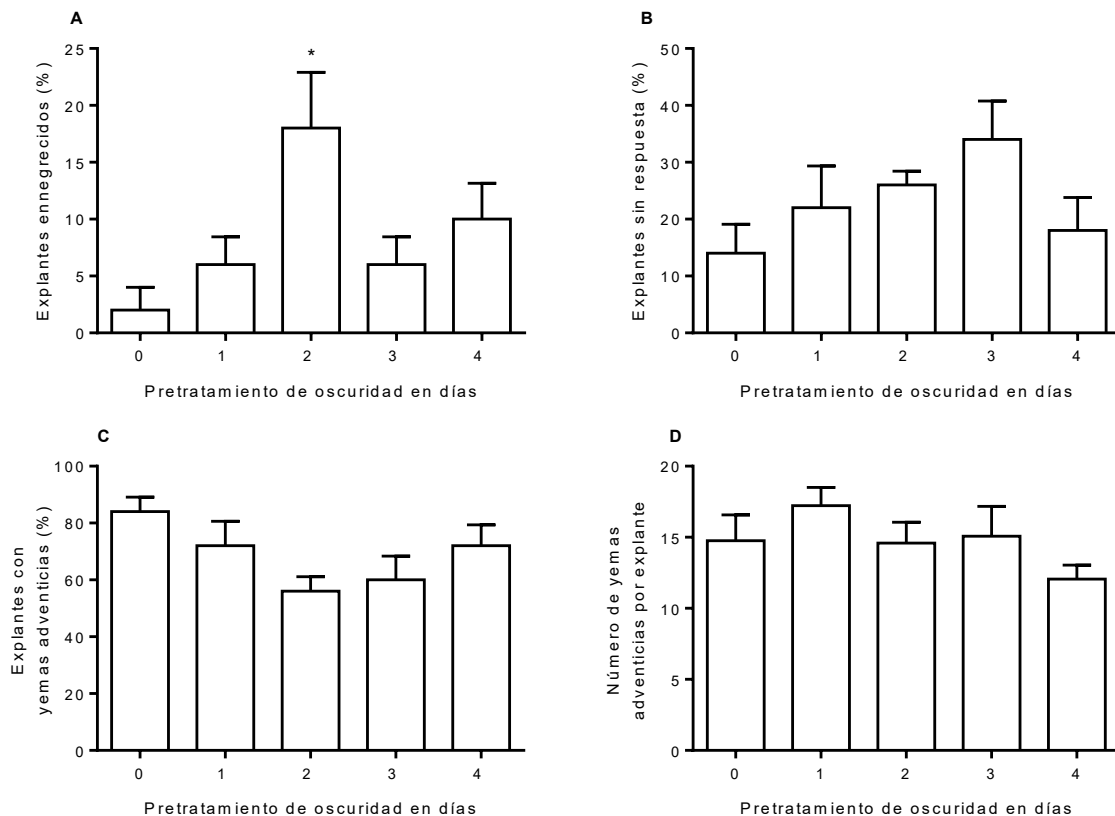 A
Explantes ennegrecidos (%)
25
20
15
10
5
0
*
0 1 2 3 4
Pretratamiento de oscuridad en días
B
Explantes sin respuesta (%)
50
40
30
20
10
0
0 1 2 3 4
Pretratamiento de oscuridad en días
C
Explantes con
yemas adventicias (%)
100
80
60
40
20
0
0 1 2 3 4
Pretratamiento de oscuridad en días
D
Número de yemas
adventicias por explante
20
15
10
5
0
0 1 2 3 4
Pretratamiento de oscuridad en días